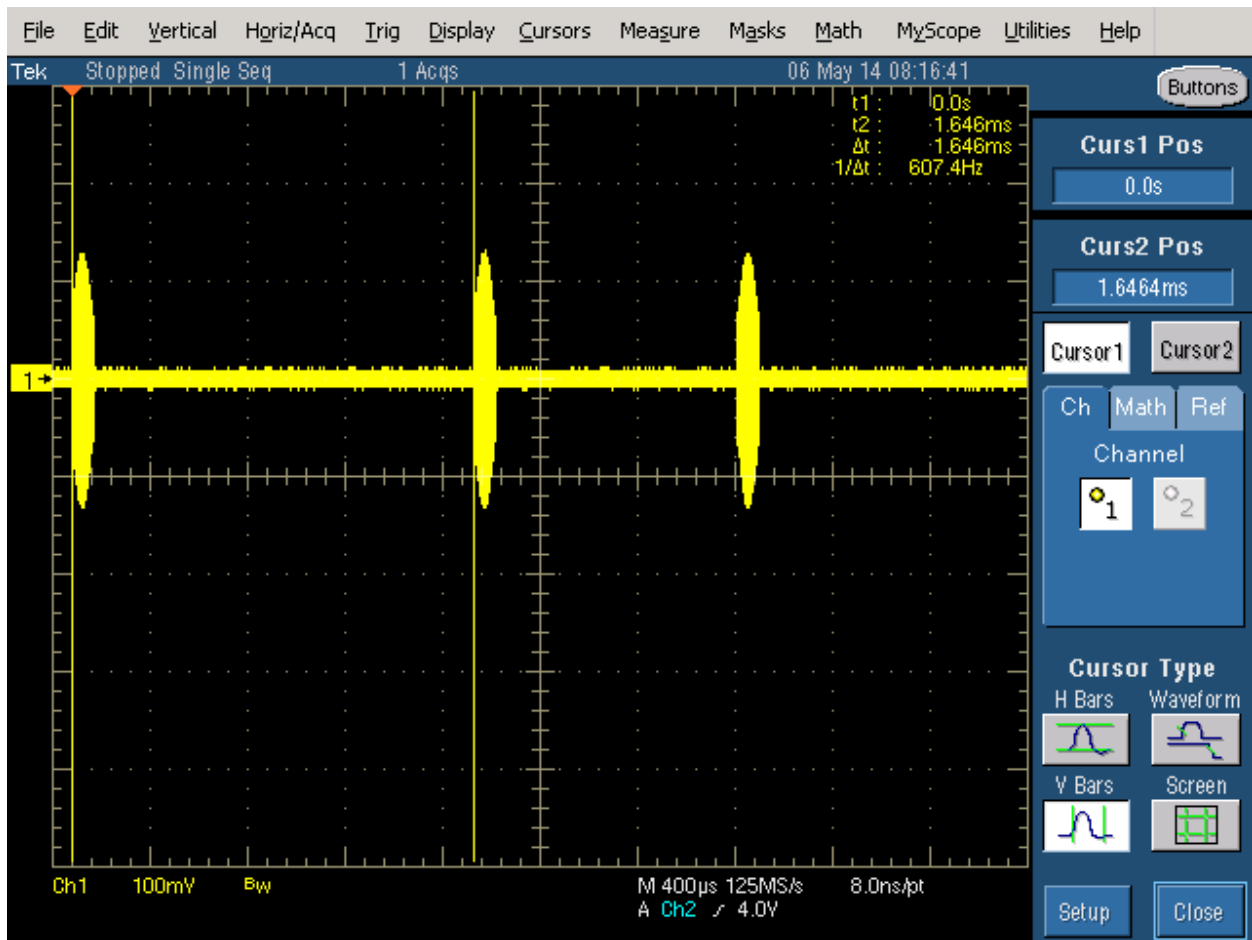 File Edit Vertical Horiz/Acq Trig Display Cursors Measure Masks Math MyScope Utilities Help
Tek Stopped Single Seq 1 Acqs 06 May 14 08:16:41
Buttons
t1 : 0.0s
t2 : 1.646ms
Δt : 1.646ms
1/Δt : 607.4Hz
Curs1 Pos
0.0s
Curs2 Pos
1.6464ms
Cursor1 Cursor2
1
Ch Math Ref
Channel
1 2
Cursor Type
H Bars Waveform
V Bars Screen
Ch1 100mV BW M 400µs 125MS/s 8.0ns/pt
A Ch2 4.0V
Setup Close